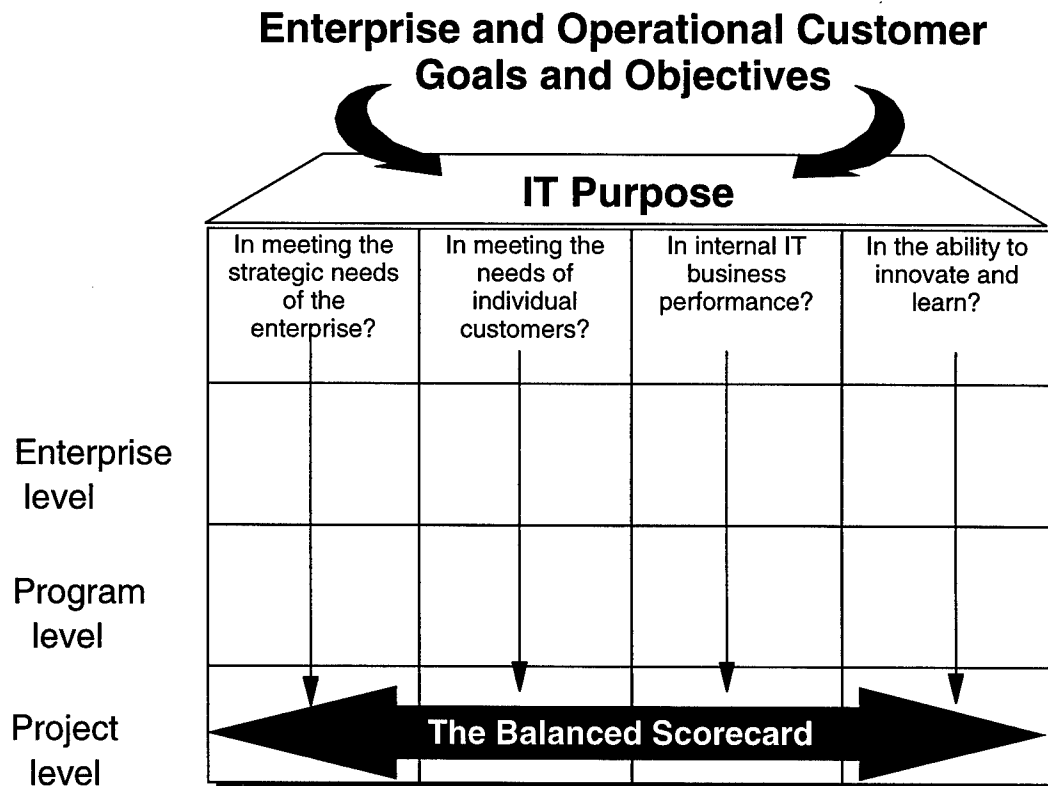 Enterprise and Operational Customer
Goals and Objectives
IT Purpose
In meeting the
strategic needs
of the
enterprise?
In meeting the
needs of
individual
customers?
In internal IT
business
performance?
In the ability to
innovate and
learn?
Enterprise
level
Program
level
Project
level
The Balanced Scorecard